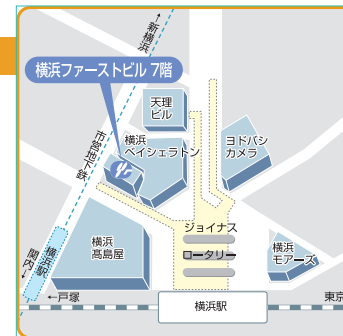 ←新横浜
横浜ファーストビル 7階
天理
ビル
市営地下鉄
横浜
ベイシェラトン
ヨドバシ
カメラ
ジョイナス
ロータリー
横浜
髙島屋
横浜
モアーズ
横浜駅
関内→
←戸塚
横浜駅
東京